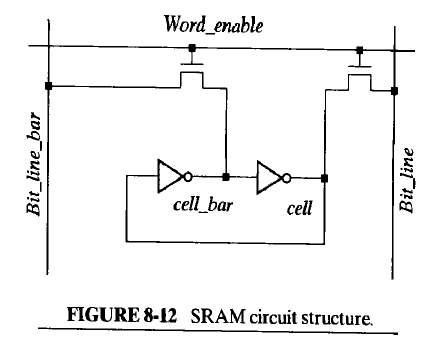 Word_enable
Bit_line_bar
cell_bar
cell
Bit_line
FIGURE 8-12 SRAM circuit structure.